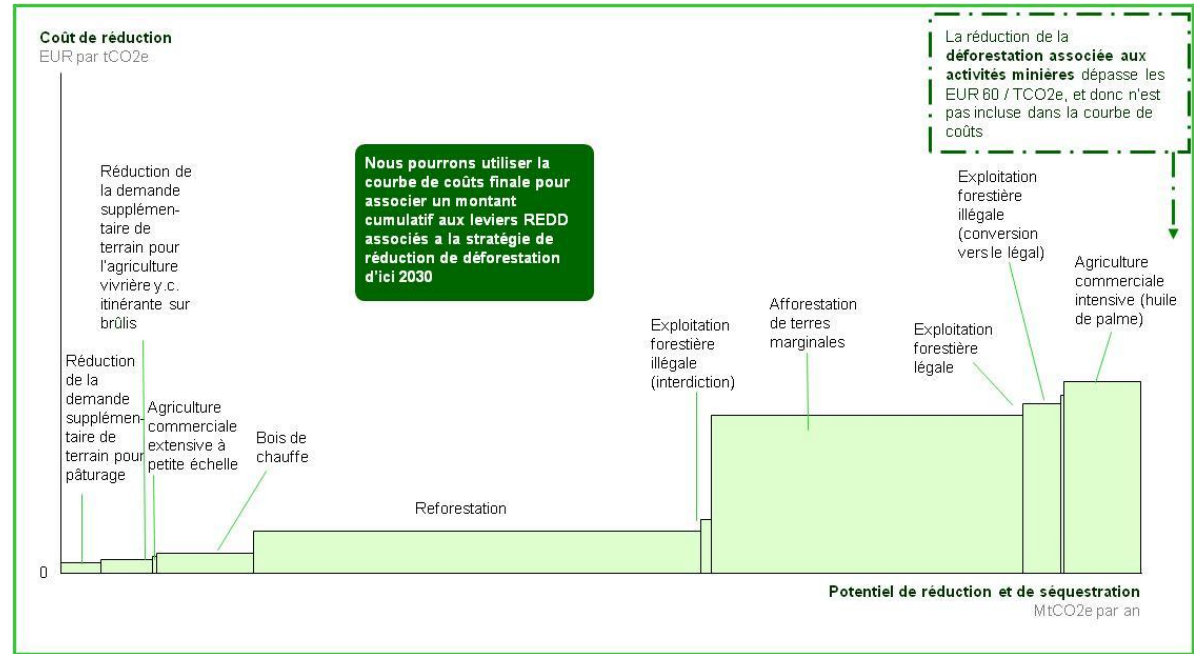 Coût de réduction
EUR par tCO2e
La réduction de la
déforestation associée aux
activités minières dépasse les
EUR 60 / TCO2e, et donc n'est
pas incluse dans la courbe de
coûts
Nous pourrons utiliser la
courbe de coûts finale pour
associer un montant
cumulatif aux leviers REDD
associés a la stratégie de
réduction de déforestation
d'ici 2030
Réduction
de la
demande
supplémen-
taire de
terrain pour
pâturage
Réduction de
la demande
supplémen-
taire de
terrain pour
l'agriculture
vivrière y.c.
itinérante sur
brûlis
Agriculture
commerciale
extensive à
petite échelle
Bois de
chauffe
Reforestation
Exploitation
forestière
illégale
(interdiction)
Afforestation
de terres
marginales
Exploitation
forestière
légale
Exploitation
forestière
illégale
(conversion
vers le légal)
Agriculture
commerciale
intensive (huile
de palme)
0
Potentiel de réduction et de séquestration
MtCO2e par an